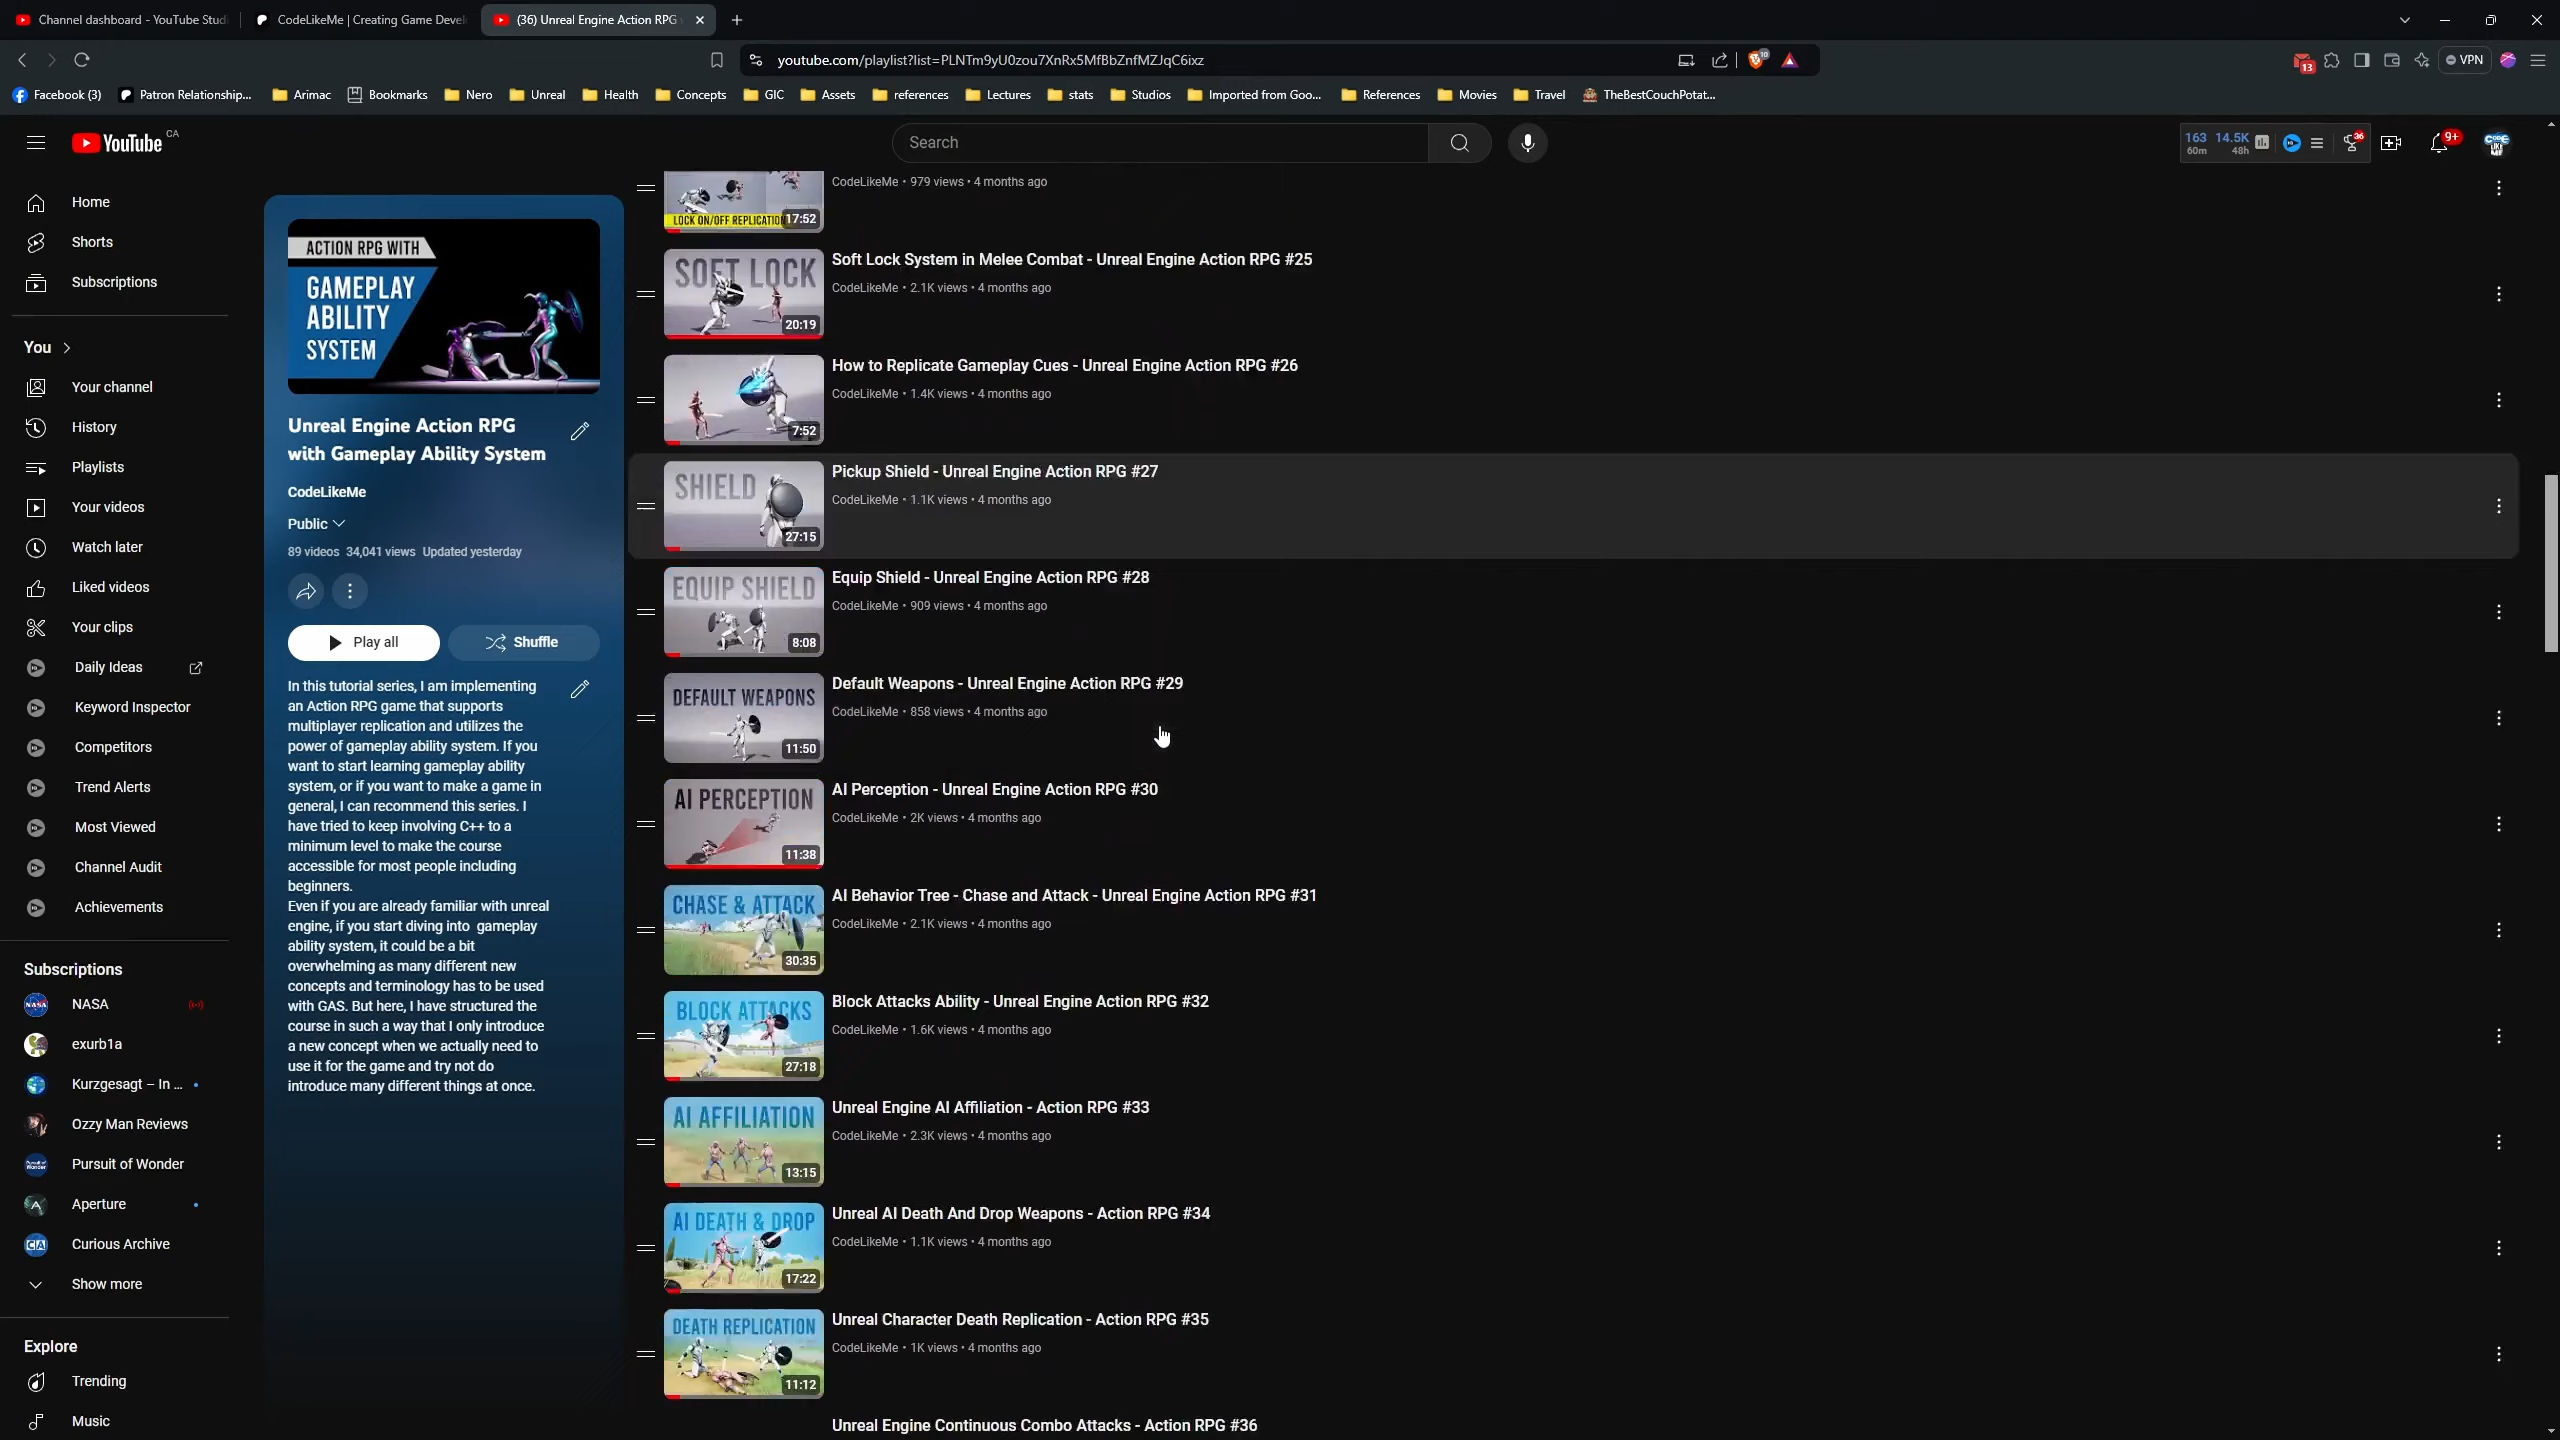 Channel dashboard - YouTube Stud
CodeLikeMe | Creating Game Devel
(36) Unreal Engine Action RPG
youtube.com/playlist?list=PLNTm9yU0zou7XnRx5MfBbZnfMZJqC6ixz
10
13
VPN
Facebook (3)
Patron Relationship...
Arimac
Bookmarks
Nero
Unreal
Health
Concepts
GIC
Assets
references
Lectures
stats
Studios
Imported from Goo...
References
Movies
Travel
TheBestCouchPotat...
YouTube CA
Search
163 14.5K
60m 48h
36
9+
CODE
LIKE
ME
Home
Shorts
Subscriptions
You
Your channel
History
Playlists
Your videos
Watch later
Liked videos
Your clips
Daily Ideas
Keyword Inspector
Competitors
Trend Alerts
Most Viewed
Channel Audit
Achievements
Subscriptions
NASA
exurb1a
Kurzgesagt – In ...
Ozzy Man Reviews
Pursuit of Wonder
Aperture
Curious Archive
Show more
Explore
Trending
Music
ACTION RPG WITH
GAMEPLAY
ABILITY
SYSTEM
Unreal Engine Action RPG
with Gameplay Ability System
CodeLikeMe
Public
89 videos 34,041 views Updated yesterday
Play all
Shuffle
In this tutorial series, I am implementing
an Action RPG game that supports
multiplayer replication and utilizes the
power of gameplay ability system. If you
want to start learning gameplay ability
system, or if you want to make a game in
general, I can recommend this series. I
have tried to keep involving C++ to a
minimum level to make the course
accessible for most people including
beginners.
Even if you are already familiar with unreal
engine, if you start diving into gameplay
ability system, it could be a bit
overwhelming as many different new
concepts and terminology has to be used
with GAS. But here, I have structured the
course in such a way that I only introduce
a new concept when we actually need to
use it for the game and try not do
introduce many different things at once.
LOCK ON/OFF REPLICATION
17:52
CodeLikeMe • 979 views • 4 months ago
SOFT LOCK
20:19
Soft Lock System in Melee Combat - Unreal Engine Action RPG #25
CodeLikeMe • 2.1K views • 4 months ago
7:52
How to Replicate Gameplay Cues - Unreal Engine Action RPG #26
CodeLikeMe • 1.4K views • 4 months ago
SHIELD
27:15
Pickup Shield - Unreal Engine Action RPG #27
CodeLikeMe • 1.1K views • 4 months ago
EQUIP SHIELD
8:08
Equip Shield - Unreal Engine Action RPG #28
CodeLikeMe • 909 views • 4 months ago
DEFAULT WEAPONS
11:50
Default Weapons - Unreal Engine Action RPG #29
CodeLikeMe • 858 views • 4 months ago
AI PERCEPTION
11:38
AI Perception - Unreal Engine Action RPG #30
CodeLikeMe • 2K views • 4 months ago
CHASE & ATTACK
30:35
AI Behavior Tree - Chase and Attack - Unreal Engine Action RPG #31
CodeLikeMe • 2.1K views • 4 months ago
BLOCK ATTACKS
27:18
Block Attacks Ability - Unreal Engine Action RPG #32
CodeLikeMe • 1.6K views • 4 months ago
AI AFFILIATION
13:15
Unreal Engine AI Affiliation - Action RPG #33
CodeLikeMe • 2.3K views • 4 months ago
AI DEATH & DROP
17:22
Unreal AI Death And Drop Weapons - Action RPG #34
CodeLikeMe • 1.1K views • 4 months ago
DEATH REPLICATION
11:12
Unreal Character Death Replication - Action RPG #35
CodeLikeMe • 1K views • 4 months ago
Unreal Engine Continuous Combo Attacks - Action RPG #36